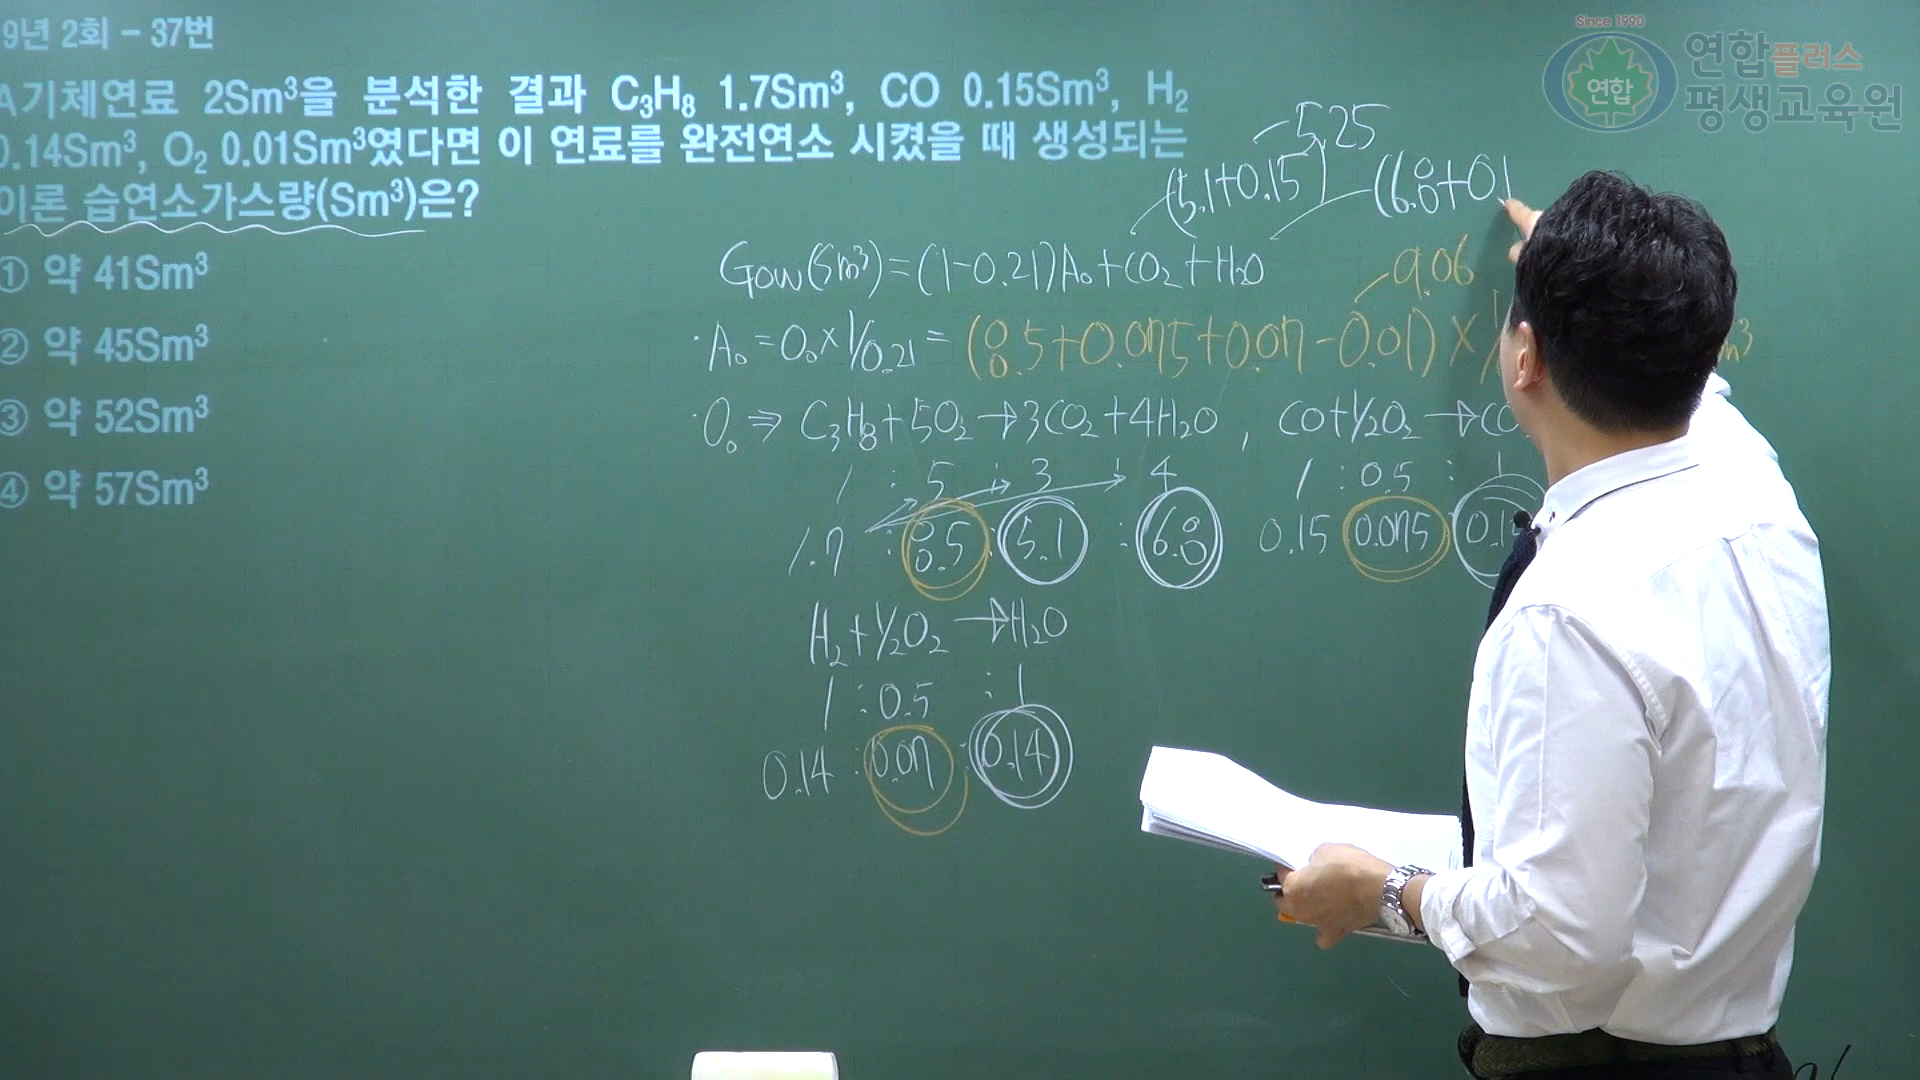 9년 2회 - 37번
A기체연료 2Sm³을 분석한 결과 C₃H₈ 1.7Sm³, CO 0.15Sm³, H₂
0.14Sm³, O₂ 0.01Sm³였다면 이 연료를 완전연소 시켰을 때 생성되는
이론 습연소가스량(Sm³)은?
① 약 41Sm³
② 약 45Sm³
③ 약 52Sm³
④ 약 57Sm³
Since 1990
연합
연합플러스
평생교육원
5.25
(5.1+0.15) (6.8+0.1
Gow(Sm³)=(1-0.21)A₀+CO₂+H₂O
9.06
·A₀=O₀×1/0.21=(8.5+0.075+0.07-0.01)×
·O₀⇒C₃H₈+5O₂→3CO₂+4H₂O, CO+1/2O₂→CO
1 : 5 : 3 : 4 1 : 0.5 : 1
1.7 : 8.5 : 5.1 : 6.8 0.15 0.075
H₂+1/2O₂→H₂O
1 : 0.5 : 1
0.14 : 0.07 : 0.14